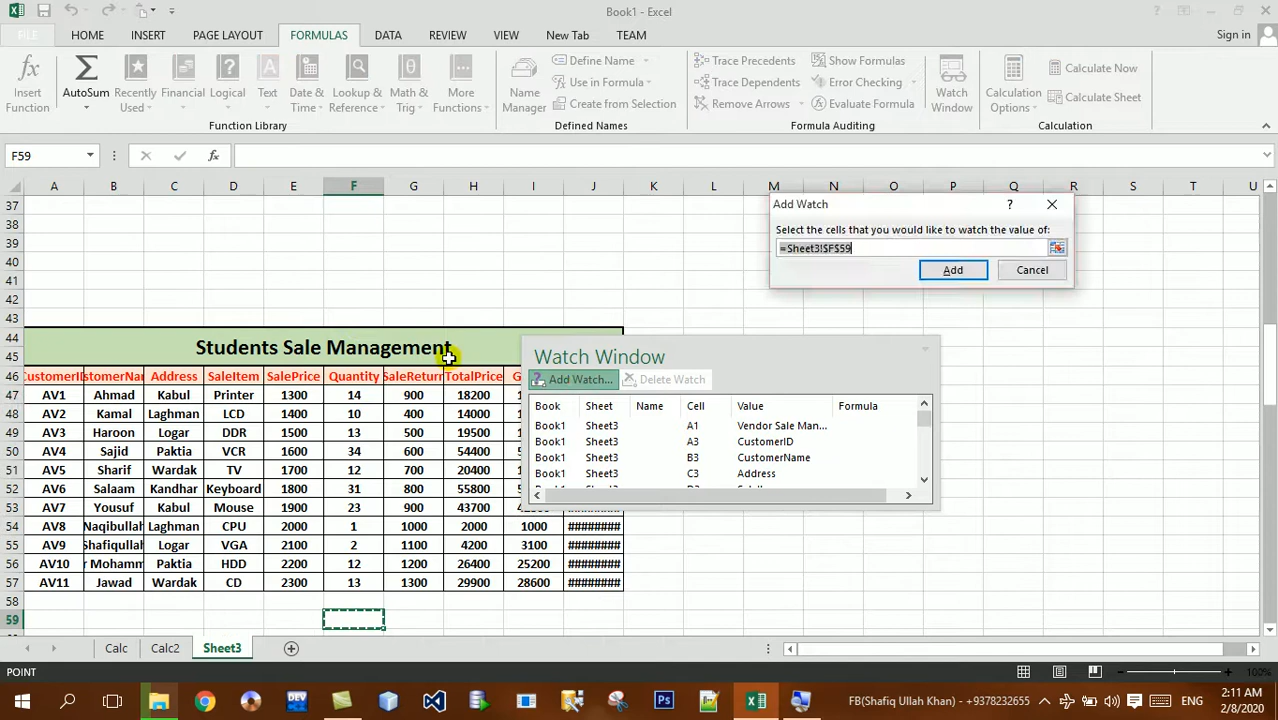 Book1 - Excel
FILE HOME INSERT PAGE LAYOUT FORMULAS DATA REVIEW VIEW New Tab TEAM Sign in
Insert Function
AutoSum
Recently Used
Financial
Logical
Text
Date & Time
Lookup & Reference
Math & Trig
More Functions
Function Library
Name Manager
Define Name
Use in Formula
Create from Selection
Defined Names
Trace Precedents
Trace Dependents
Remove Arrows
Show Formulas
Error Checking
Evaluate Formula
Formula Auditing
Watch Window
Calculation Options
Calculate Now
Calculate Sheet
Calculation
F59 fx
A B C D E F G H I J K L M N O P Q R S T U
37
38
39
40
41
42
43
Add Watch ?
Select the cells that you would like to watch the value of:
=Sheet3!$F$59
Add Cancel
44
45
Students Sale Management
46 CustomerID stomerNam Address SaleItem SalePrice Quantity SaleReturn TotalPrice G
47 AV1 Ahmad Kabul Printer 1300 14 900 18200 1
48 AV2 Kamal Laghman LCD 1400 10 400 14000 1
49 AV3 Haroon Logar DDR 1500 13 500 19500 1
50 AV4 Sajid Paktia VCR 1600 34 600 54400 5
51 AV5 Sharif Wardak TV 1700 12 700 20400 1
52 AV6 Salaam Kandhar Keyboard 1800 31 800 55800 5
53 AV7 Yousuf Kabul Mouse 1900 23 900 43700
54 AV8 Naqibullah Laghman CPU 2000 1 1000 2000 1000 ########
55 AV9 Shafiqullah Logar VGA 2100 2 1100 4200 3100 ########
56 AV10 r Mohamm Paktia HDD 2200 12 1200 26400 25200 ########
57 AV11 Jawad Wardak CD 2300 13 1300 29900 28600 ########
58
59
Watch Window
Add Watch... Delete Watch
Book Sheet Name Cell Value Formula
Book1 Sheet3 A1 Vendor Sale Man...
Book1 Sheet3 A3 CustomerID
Book1 Sheet3 B3 CustomerName
Book1 Sheet3 C3 Address
Calc Calc2 Sheet3
POINT 100%
DEV Ps FB(Shafiq Ullah Khan) - +9378232655 ENG
2:11 AM
2/8/2020